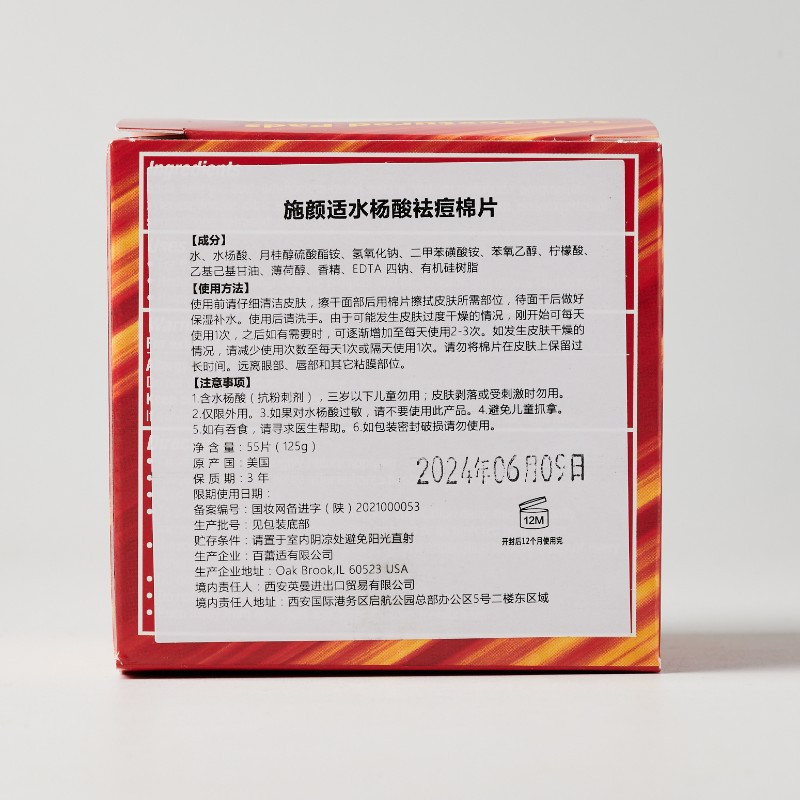 Ingredients
施颜适水杨酸祛痘棉片
【成分】
水、水杨酸、月桂醇硫酸酯铵、氢氧化钠、二甲苯磺酸铵、苯氧乙醇、柠檬酸、
乙基己基甘油、薄荷醇、香精、EDTA 四钠、有机硅树脂
【使用方法】
使用前请仔细清洁皮肤，擦干面部后用棉片擦拭皮肤所需部位，待面干后做好
保湿补水。使用后请洗手。由于可能发生皮肤过度干燥的情况，刚开始可每天
使用1次，之后如有需要时，可逐渐增加至每天使用2-3次。如发生皮肤干燥的
情况，请减少使用次数至每天1次或隔天使用1次。请勿将棉片在皮肤上保留过
长时间。远离眼部、唇部和其它粘膜部位。
【注意事项】
1.含水杨酸（抗粉刺剂），三岁以下儿童勿用；皮肤剥落或受刺激时勿用。
2.仅限外用。3.如果对水杨酸过敏，请不要使用此产品。4.避免儿童抓拿。
5.如有吞食，请寻求医生帮助。6.如包装密封破损请勿使用。
净 含 量：55片（125g）
原 产 国：美国
保 质 期：3 年
2024年06月09日
限期使用日期：
备案编号：国妆网备进字（陕）2021000053
12M
生产批号：见包装底部
贮存条件：请置于室内阴凉处避免阳光直射
开封后12个月使用完
生产企业：百蕾适有限公司
生产企业地址：Oak Brook,IL 60523 USA
境内责任人：西安英曼进出口贸易有限公司
境内责任人地址：西安国际港务区启航公园总部办公区5号二楼东区域